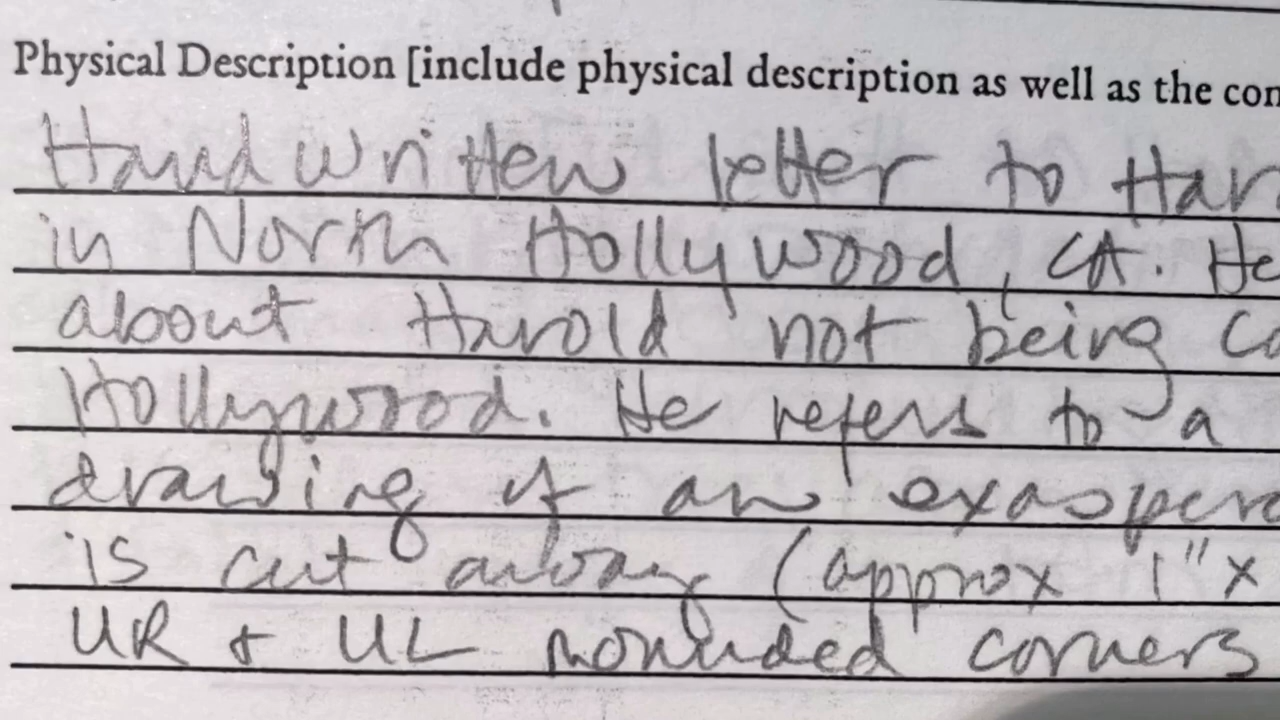 Physical Description [include physical description as well as the con
Handwritten letter to Har
in North Hollywood, CA. He
about Harold not being co
Hollywood. He refers to a
drawing of an exaspera
is cut away (approx 1" x
UR + UL rounded corners